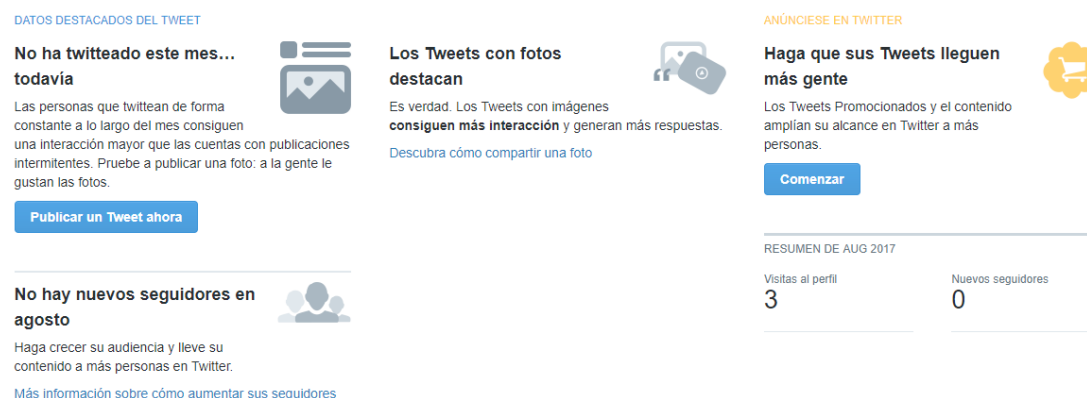 DATOS DESTACADOS DEL TWEET
No ha twitteado este mes…
todavía
Las personas que twittean de forma
constante a lo largo del mes consiguen
una interacción mayor que las cuentas con publicaciones
intermitentes. Pruebe a publicar una foto: a la gente le
gustan las fotos.
Publicar un Tweet ahora
No hay nuevos seguidores en
agosto
Haga crecer su audiencia y lleve su
contenido a más personas en Twitter.
Más información sobre cómo aumentar sus seguidores
Los Tweets con fotos
destacan
Es verdad. Los Tweets con imágenes
consiguen más interacción y generan más respuestas.
Descubra cómo compartir una foto
ANÚNCIESE EN TWITTER
Haga que sus Tweets lleguen
más gente
Los Tweets Promocionados y el contenido
amplían su alcance en Twitter a más
personas.
Comenzar
RESUMEN DE AUG 2017
Visitas al perfil
3
Nuevos seguidores
0